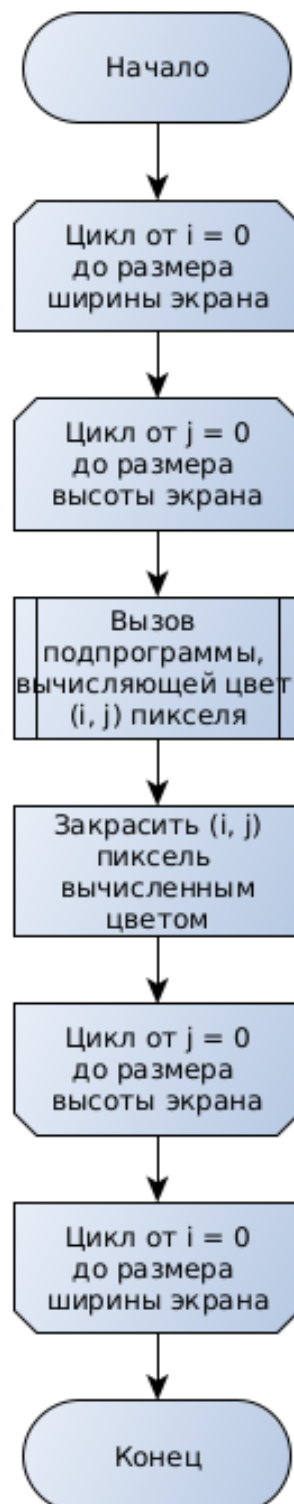 Начало
Цикл от i = 0
до размера
ширины экрана
Цикл от j = 0
до размера
высоты экрана
Вызов
подпрограммы,
вычисляющей цвет
(i, j) пикселя
Закрасить (i, j)
пиксель
вычисленным
цветом
Цикл от j = 0
до размера
высоты экрана
Цикл от i = 0
до размера
ширины экрана
Конец